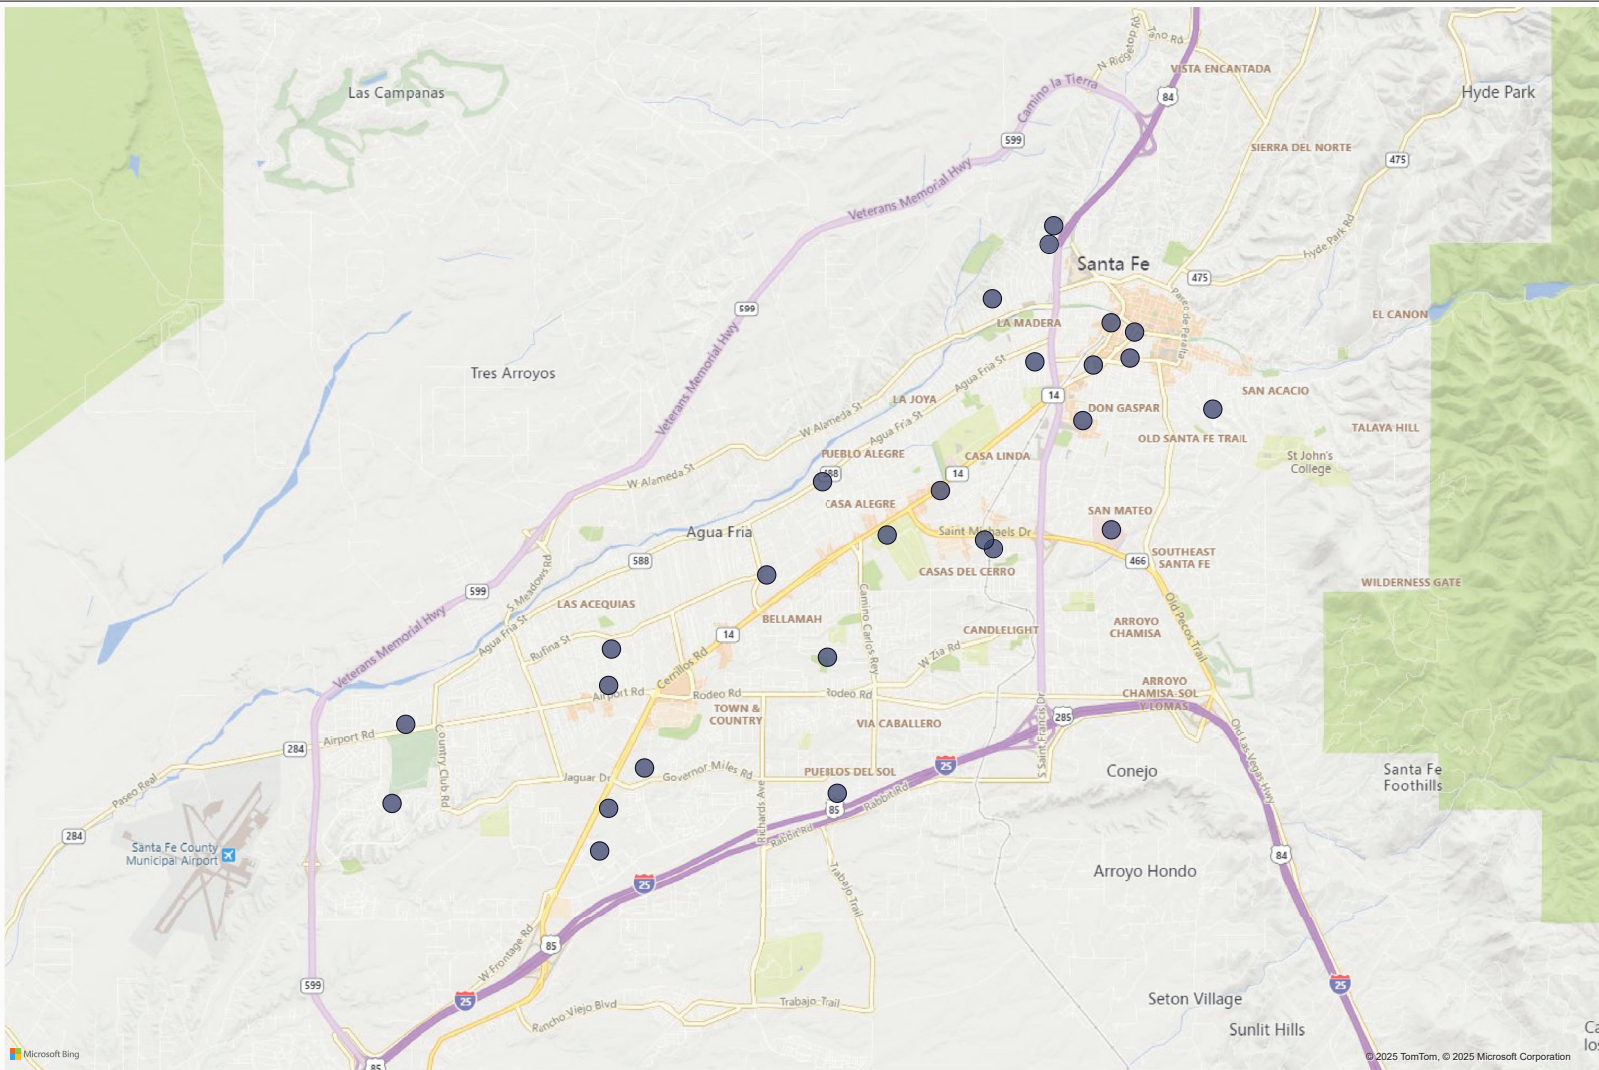 N Ridgetop Rd
Tano Rd
VISTA ENCANTADA
Camino la Tierra
Las Campanas
84
Hyde Park
599
SIERRA DEL NORTE
475
Veterans Memorial Hwy
Hyde Park Rd
Santa Fe
475
599
Paseo de Peralta
EL CANON
LA MADERA
Veterans Memorial Hwy
Tres Arroyos
Agua Fria St
SAN ACACIO
14
LA JOYA
DON GASPAR
W Alameda St
Agua Fria St
TALAYA HILL
OLD SANTA FE TRAIL
PUEBLO ALEGRE
CASA LINDA
St John's
College
W Alameda St
14
CASA ALEGRE
SAN MATEO
Agua Fria
Saint Michaels Dr
SOUTHEAST
SANTA FE
588
466
CASAS DEL CERRO
S Meadows Rd
WILDERNESS GATE
599
LAS ACEQUIAS
Camino Carlos Rey
Old Pecos Trail
BELLAMAH
ARROYO
CHAMISA
CANDLELIGHT
14
Agua Fria St
Rufina St
W Zia Rd
Veterans Memorial Hwy
Cerrillos Rd
ARROYO
CHAMISA-SOL
Y LOMAS
Airport Rd
Rodeo Rd
Rodeo Rd
TOWN &
COUNTRY
VIA CABALLERO
285
S Saint Francis Dr
Old Las Vegas Hwy
284
Airport Rd
Country Club Rd
25
Conejo
Santa Fe
Foothills
Jaguar Dr
Governor Miles Rd
PUEBLOS DEL SOL
Paseo Real
Rabbit Rd
85
Richards Ave
Rabbit Rd
284
Santa Fe County
Municipal Airport
84
Arroyo Hondo
25
Trabajo Trail
W Frontage Rd
85
599
25
25
Trabajo Trail
Seton Village
Rancho Viejo Blvd
Sunlit Hills
Microsoft Bing
85
© 2025 TomTom, © 2025 Microsoft Corporation